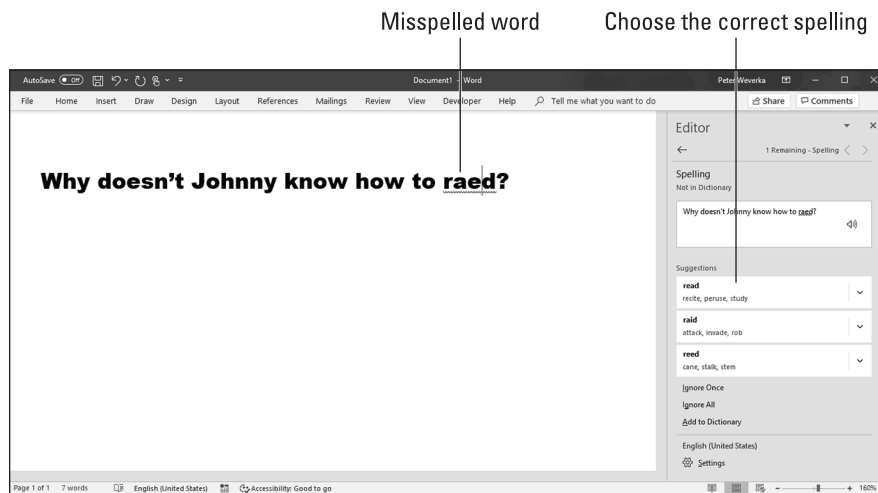 Misspelled word Choose the correct spelling
AutoSave Off Document1 - Word Peter Weverka
File Home Insert Draw Design Layout References Mailings Review View Developer Help Tell me what you want to do Share Comments
Why doesn't Johnny know how to raed?
Editor
1 Remaining - Spelling
Spelling
Not in Dictionary
Why doesn't Johnny know how to raed?
Suggestions
read
recite, peruse, study
raid
attack, invade, rob
reed
cane, stalk, stem
Ignore Once
Ignore All
Add to Dictionary
English (United States)
Settings
Page 1 of 1 7 words English (United States) Accessibility: Good to go 160%